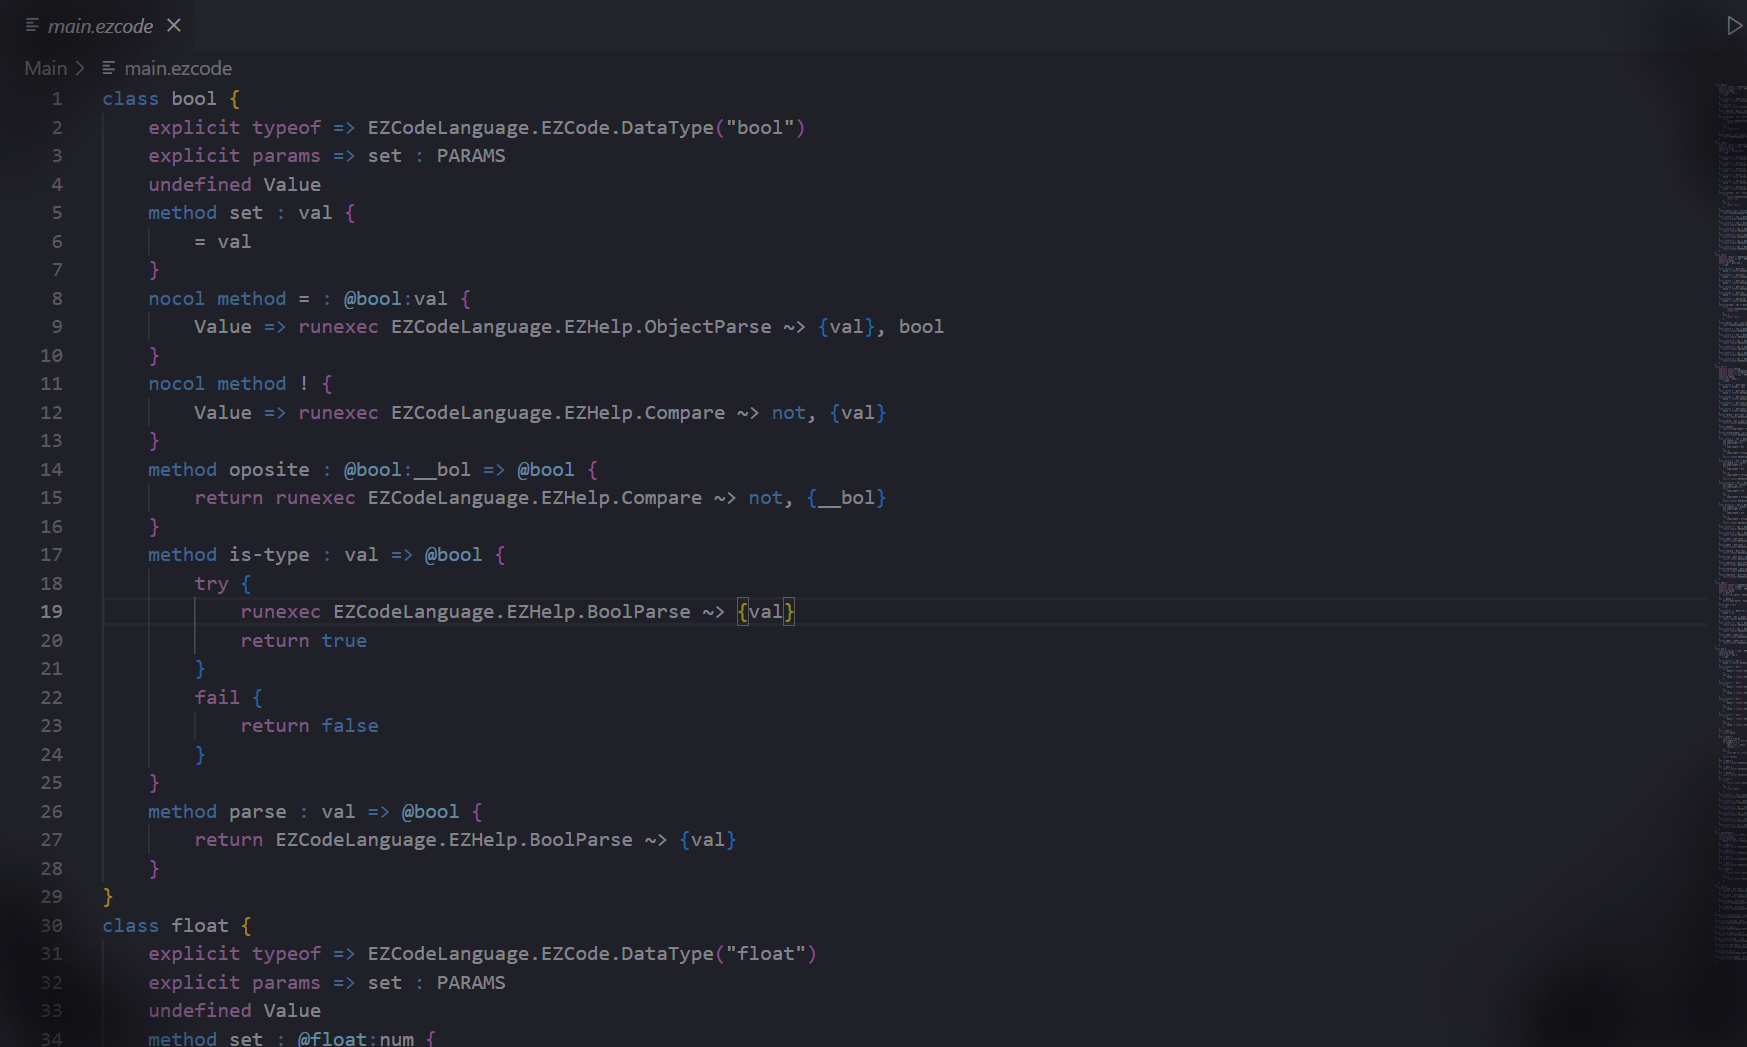 main.ezcode
Main > main.ezcode
1 class bool {
2 explicit typeof => EZCodeLanguage.EZCode.DataType("bool")
3 explicit params => set : PARAMS
4 undefined Value
5 method set : val {
6 = val
7 }
8 nocol method = : @bool:val {
9 Value => runexec EZCodeLanguage.EZHelp.ObjectParse ~> {val}, bool
10 }
11 nocol method ! {
12 Value => runexec EZCodeLanguage.EZHelp.Compare ~> not, {val}
13 }
14 method oposite : @bool:__bol => @bool {
15 return runexec EZCodeLanguage.EZHelp.Compare ~> not, {__bol}
16 }
17 method is-type : val => @bool {
18 try {
19 runexec EZCodeLanguage.EZHelp.BoolParse ~> {val}
20 return true
21 }
22 fail {
23 return false
24 }
25 }
26 method parse : val => @bool {
27 return EZCodeLanguage.EZHelp.BoolParse ~> {val}
28 }
29 }
30 class float {
31 explicit typeof => EZCodeLanguage.EZCode.DataType("float")
32 explicit params => set : PARAMS
33 undefined Value
34 method set : @float:num {